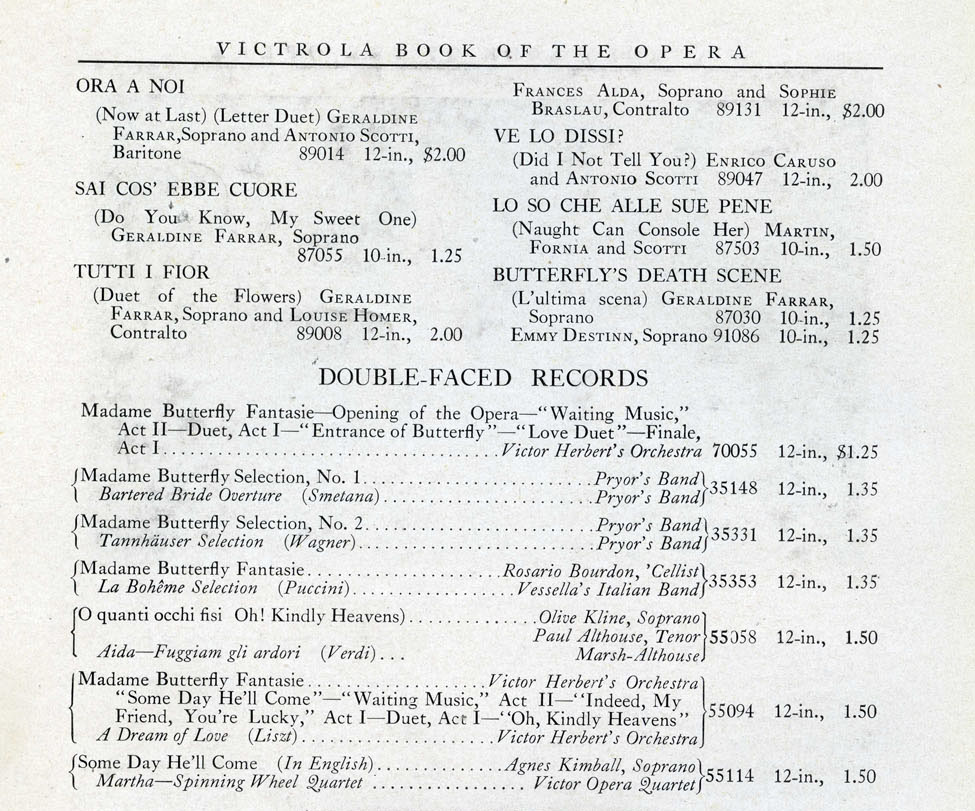 VICTROLA BOOK OF THE OPERA
ORA A NOI
(Now at Last) (Letter Duet) GERALDINE
FARRAR, Soprano and ANTONIO SCOTTI,
Baritone 89014 12-in., $2.00
SAI COS' EBBE CUORE
(Do You Know, My Sweet One)
GERALDINE FARRAR, Soprano
87055 10-in., 1.25
TUTTI I FIOR
(Duet of the Flowers) GERALDINE
FARRAR, Soprano and LOUISE HOMER,
Contralto 89008 12-in., 2.00
FRANCES ALDA, Soprano and SOPHIE
BRASLAU, Contralto 89131 12-in., $2.00
VE LO DISSI?
(Did I Not Tell You?) ENRICO CARUSO
and ANTONIO SCOTTI 89047 12-in., 2.00
LO SO CHE ALLE SUE PENE
(Naught Can Console Her) MARTIN,
FORNIA and SCOTTI 87503 10-in., 1.50
BUTTERFLY'S DEATH SCENE
(L'ultima scena) GERALDINE FARRAR,
Soprano 87030 10-in., 1.25
EMMY DESTINN, Soprano 91086 10-in., 1.25
DOUBLE-FACED RECORDS
Madame Butterfly Fantasie—Opening of the Opera—"Waiting Music,"
Act II—Duet, Act I—"Entrance of Butterfly"—"Love Duet"—Finale,
Act I.................................Victor Herbert's Orchestra 70055 12-in., $1.25
{Madame Butterfly Selection, No. 1.......................Pryor's Band} 35148 12-in., 1.35
Bartered Bride Overture (Smetana)....................Pryor's Band
{Madame Butterfly Selection, No. 2.......................Pryor's Band} 35331 12-in., 1.35
Tannhäuser Selection (Wagner).......................Pryor's Band
{Madame Butterfly Fantasie...................Rosario Bourdon, 'Cellist} 35353 12-in., 1.35
La Bohême Selection (Puccini)................Vessella's Italian Band
{O quanti occhi fisi Oh! Kindly Heavens).............Olive Kline, Soprano
Paul Althouse, Tenor} 55058 12-in., 1.50
Aida—Fuggiam gli ardori (Verdi)... Marsh-Althouse
{Madame Butterfly Fantasie..................Victor Herbert's Orchestra
"Some Day He'll Come"—"Waiting Music," Act II—"Indeed, My
Friend, You're Lucky," Act I—Duet, Act I—"Oh, Kindly Heavens"} 55094 12-in., 1.50
A Dream of Love (Liszt)...................Victor Herbert's Orchestra
{Some Day He'll Come (In English).............Agnes Kimball, Soprano} 55114 12-in., 1.50
Martha—Spinning Wheel Quartet ...............Victor Opera Quartet